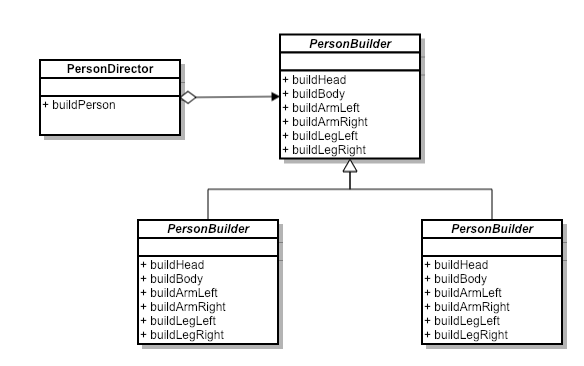 PersonBuilder
+ buildHead
+ buildBody
+ buildArmLeft
+ buildArmRight
+ buildLegLeft
+ buildLegRight
PersonDirector
+ buildPerson
PersonBuilder
+ buildHead
+ buildBody
+ buildArmLeft
+ buildArmRight
+ buildLegLeft
+ buildLegRight
PersonBuilder
+ buildHead
+ buildBody
+ buildArmLeft
+ buildArmRight
+ buildLegLeft
+ buildLegRight